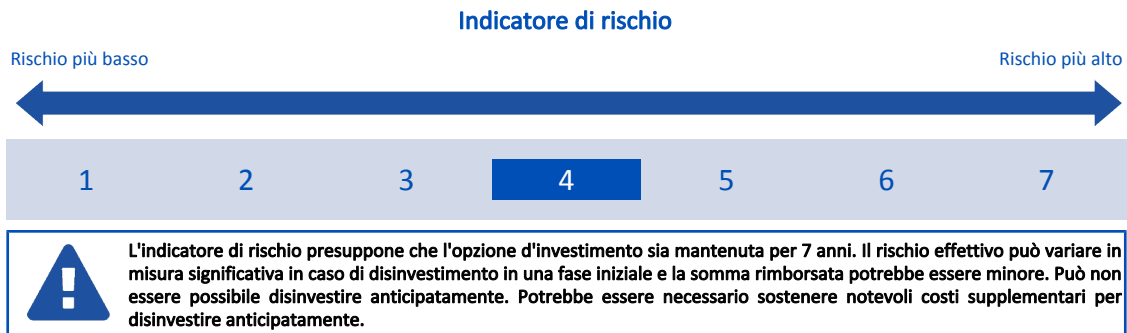 Indicatore di rischio
Rischio più basso
Rischio più alto
1 2 3 4 5 6 7
L'indicatore di rischio presuppone che l'opzione d'investimento sia mantenuta per 7 anni. Il rischio effettivo può variare in
misura significativa in caso di disinvestimento in una fase iniziale e la somma rimborsata potrebbe essere minore. Può non
essere possibile disinvestire anticipatamente. Potrebbe essere necessario sostenere notevoli costi supplementari per
disinvestire anticipatamente.